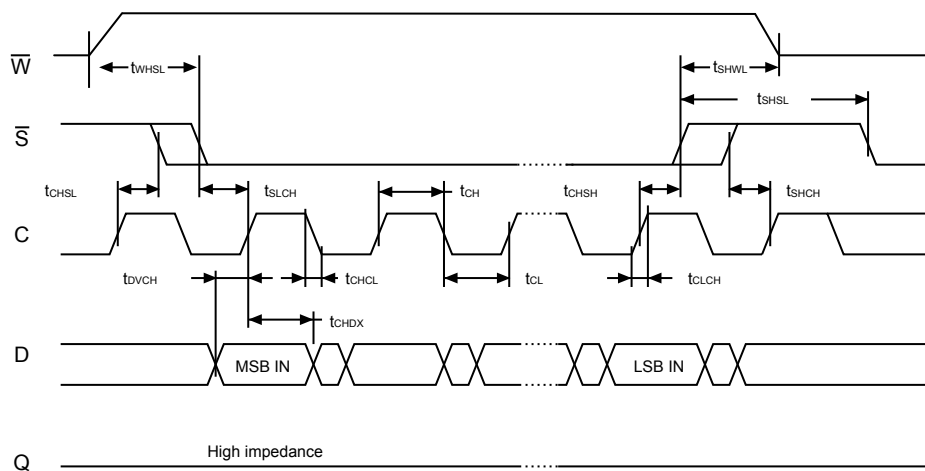 W
tWHSL
tSHWL
tSHSL
S
tCHSL
tSLCH
tCH
tCHSH
tSHCH
C
tDVCH
tCHCL
tCL
tCLCH
tCHDX
D
MSB IN
LSB IN
High impedance
Q